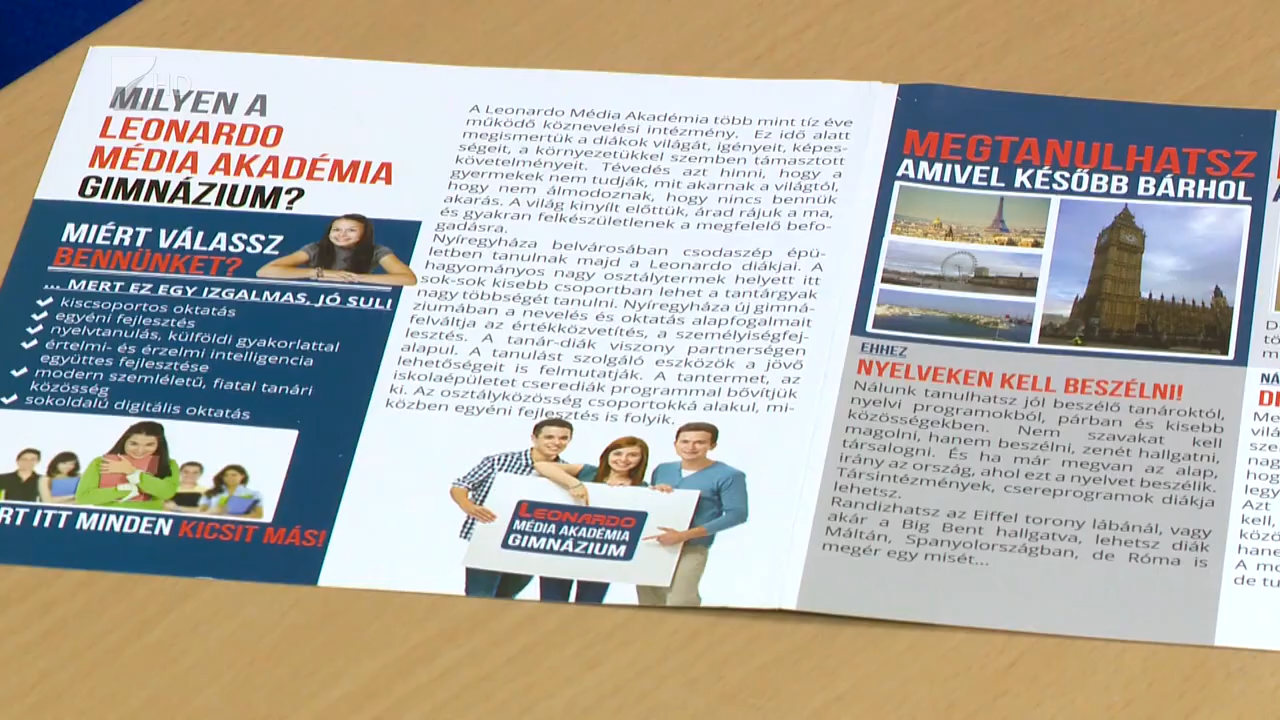 HD
MILYEN A
LEONARDO
MÉDIA AKADÉMIA
GIMNÁZIUM?
MIÉRT VÁLASSZ
BENNÜNKET?
... MERT EZ EGY IZGALMAS, JÓ SULI
kiscsoportos oktatás
egyéni fejlesztés
nyelvtanulás, külföldi gyakorlattal
értelmi- és érzelmi intelligencia
együttes fejlesztése
modern szemléletű, fiatal tanári
közösség
sokoldalú digitális oktatás
RT ITT MINDEN KICSIT MÁS!
A Leonardo Média Akadémia több mint tíz éve
működő köznevelési intézmény. Ez idő alatt
megismertük a diákok világát, igényeit, képes-
ségeit, a környezetükkel szemben támasztott
követelményeit. Tévedés azt hinni, hogy a
gyermekek nem tudják, mit akarnak a világtól,
hogy nem álmodoznak, hogy nincs bennük
akarás. A világ kinyílt előttük, árad rájuk a ma,
és gyakran felkészületlenek a megfelelő befo-
gadásra.
Nyíregyháza belvárosában csodaszép épü-
letben tanulnak majd a Leonardo diákjai. A
hagyományos nagy osztálytermek helyett itt
sok-sok kisebb csoportban lehet a tantárgyak
nagy többségét tanulni. Nyíregyháza új gimná-
ziumában a nevelés és oktatás alapfogalmait
felváltja az értékközvetítés, a személyiségfej-
lesztés. A tanár-diák viszony partnerségen
alapul. A tanulást szolgáló eszközök a jövő
lehetőségeit is felmutatják. A tantermet, az
iskolaépületet cserediák programmal bővítjük
ki. Az osztályközösség csoportokká alakul, mi-
közben egyéni fejlesztés is folyik.
LEONARDO
MÉDIA AKADÉMIA
GIMNÁZIUM
MEGTANULHATSZ
AMIVEL KÉSŐBB BÁRHOL
EHHEZ
NYELVEKEN KELL BESZÉLNI!
Nálunk tanulhatsz jól beszélő tanároktól,
nyelvi programokból, párban és kisebb
közösségekben. Nem szavakat kell
magolni, hanem beszélni, zenét hallgatni,
társalogni. És ha már megvan az alap,
irány az ország, ahol ezt a nyelvet beszélik.
Társintézmények, csereprogramok diákja
lehetsz.
Randizhatsz az Eiffel torony lábánál, vagy
akár a Big Bent hallgatva, lehetsz diák
Máltán, Spanyolországban, de Róma is
megér egy misét...